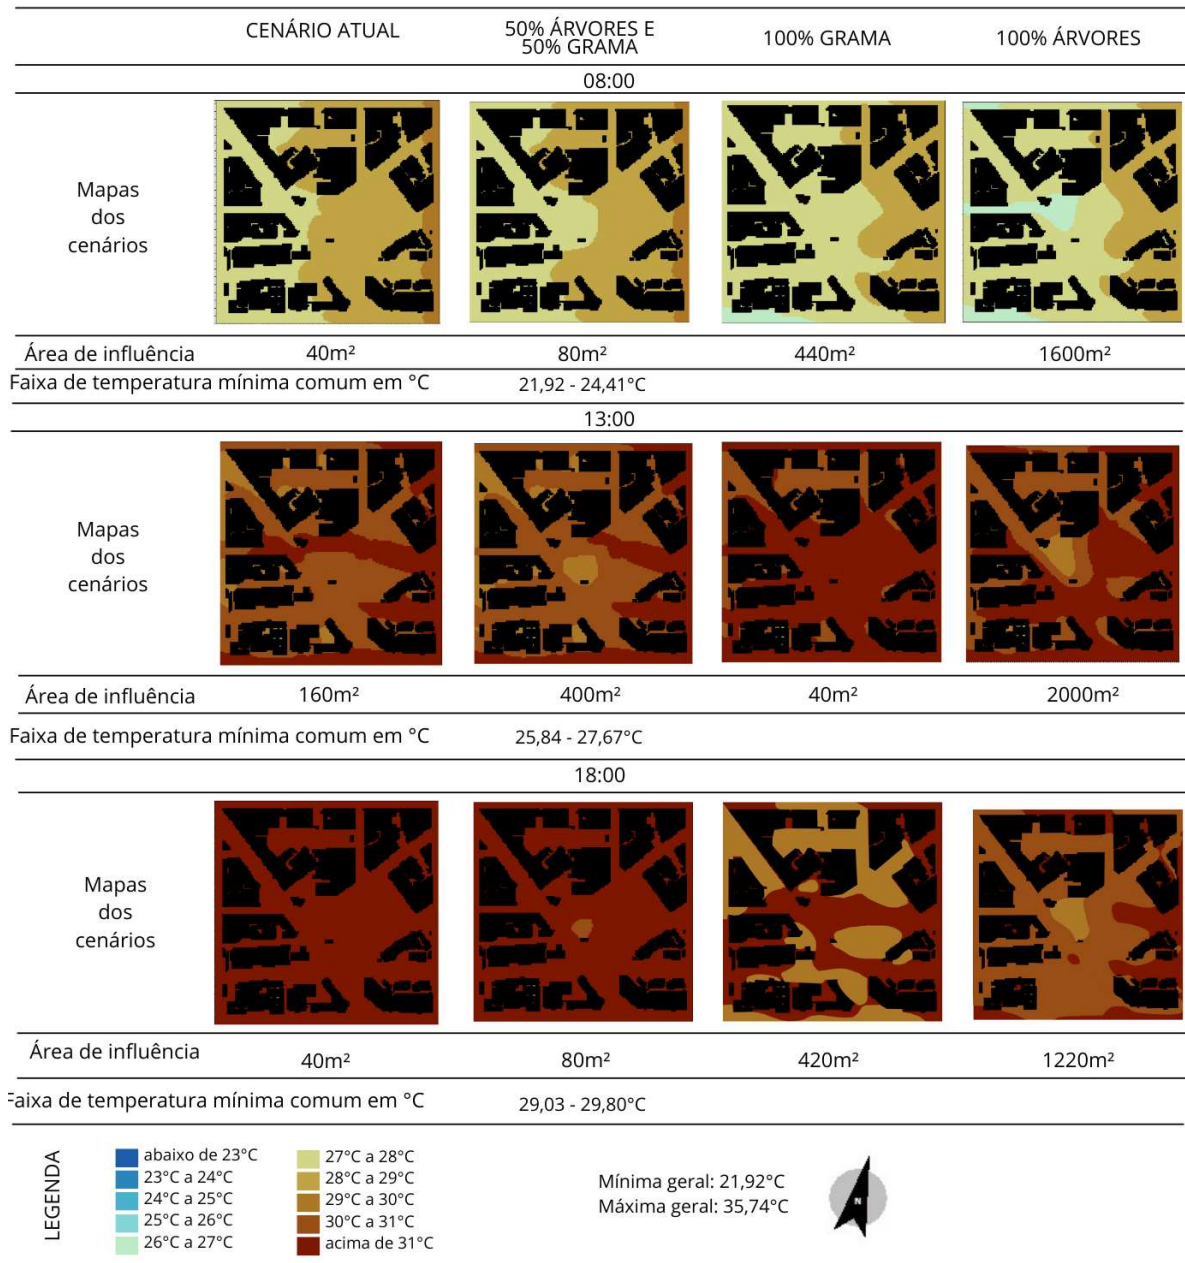 CENÁRIO ATUAL
50% ÁRVORES E
50% GRAMA
100% GRAMA
100% ÁRVORES
08:00
Mapas
dos
cenários
Área de influência 40m² 80m² 440m² 1600m²
Faixa de temperatura mínima comum em °C 21,92 - 24,41°C
13:00
Mapas
dos
cenários
Área de influência 160m² 400m² 40m² 2000m²
Faixa de temperatura mínima comum em °C 25,84 - 27,67°C
18:00
Mapas
dos
cenários
Área de influência 40m² 80m² 420m² 1220m²
Faixa de temperatura mínima comum em °C 29,03 - 29,80°C
LEGENDA
abaixo de 23°C
23°C a 24°C
24°C a 25°C
25°C a 26°C
26°C a 27°C
27°C a 28°C
28°C a 29°C
29°C a 30°C
30°C a 31°C
acima de 31°C
Mínima geral: 21,92°C
Máxima geral: 35,74°C
N